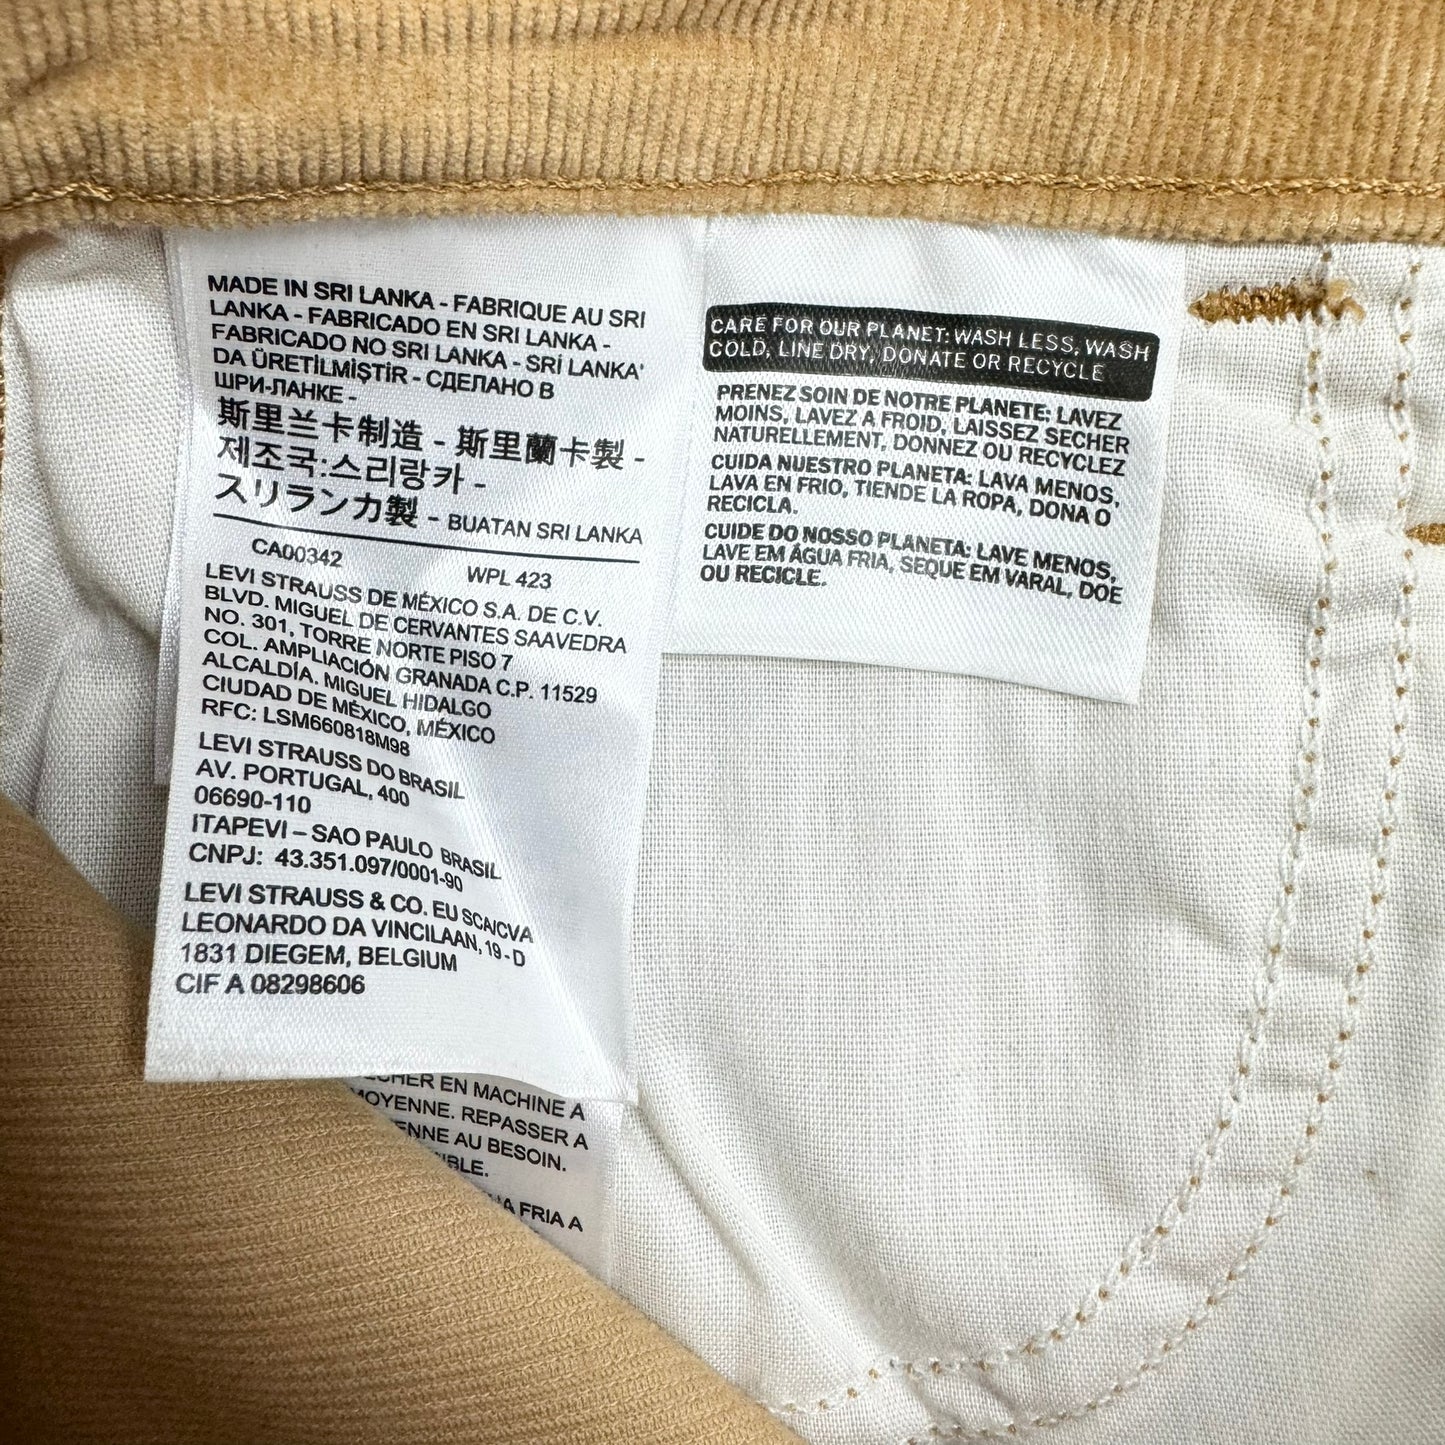 MADE IN SRI LANKA - FABRIQUE AU SRI
LANKA - FABRICADO EN SRI LANKA -
FABRICADO NO SRI LANKA - SRİ LANKA'
DA ÜRETİLMİŞTİR - СДЕЛАНО В
ШРИ-ЛАНКЕ -
斯里兰卡制造 - 斯里蘭卡製 -
제조국:스리랑카 -
スリランカ製 - BUATAN SRI LANKA
CA00342 WPL 423
LEVI STRAUSS DE MÉXICO S.A. DE C.V.
BLVD. MIGUEL DE CERVANTES SAAVEDRA
NO. 301, TORRE NORTE PISO 7
COL. AMPLIACIÓN GRANADA C.P. 11529
ALCALDÍA. MIGUEL HIDALGO
CIUDAD DE MÉXICO, MÉXICO
RFC: LSM660818M98
LEVI STRAUSS DO BRASIL
AV. PORTUGAL, 400
06690-110
ITAPEVI – SAO PAULO BRASIL
CNPJ: 43.351.097/0001-90
LEVI STRAUSS & CO. EU SCA/CVA
LEONARDO DA VINCILAAN, 19 - D
1831 DIEGEM, BELGIUM
CIF A 08298606
EN MACHINE A
MOYENNE. REPASSER A
AU BESOIN.
FRIA A
CARE FOR OUR PLANET: WASH LESS, WASH
COLD, LINE DRY, DONATE OR RECYCLE
PRENEZ SOIN DE NOTRE PLANETE: LAVEZ
MOINS, LAVEZ A FROID, LAISSEZ SECHER
NATURELLEMENT, DONNEZ OU RECYCLEZ
CUIDA NUESTRO PLANETA: LAVA MENOS,
LAVA EN FRIO, TIENDE LA ROPA, DONA O
RECICLA.
CUIDE DO NOSSO PLANETA: LAVE MENOS,
LAVE EM ÁGUA FRIA, SEQUE EM VARAL, DOE
OU RECICLE.